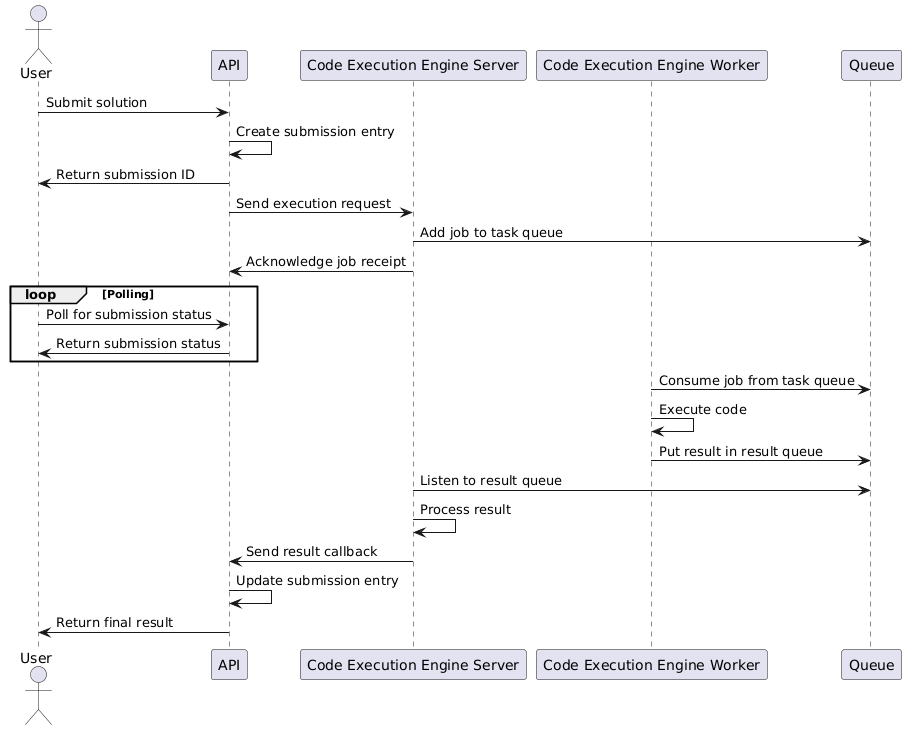 User
API
Code Execution Engine Server
Code Execution Engine Worker
Queue
Submit solution
Create submission entry
Return submission ID
Send execution request
Add job to task queue
Acknowledge job receipt
loop
[Polling]
Poll for submission status
Return submission status
Consume job from task queue
Execute code
Put result in result queue
Listen to result queue
Process result
Send result callback
Update submission entry
Return final result
User
API
Code Execution Engine Server
Code Execution Engine Worker
Queue